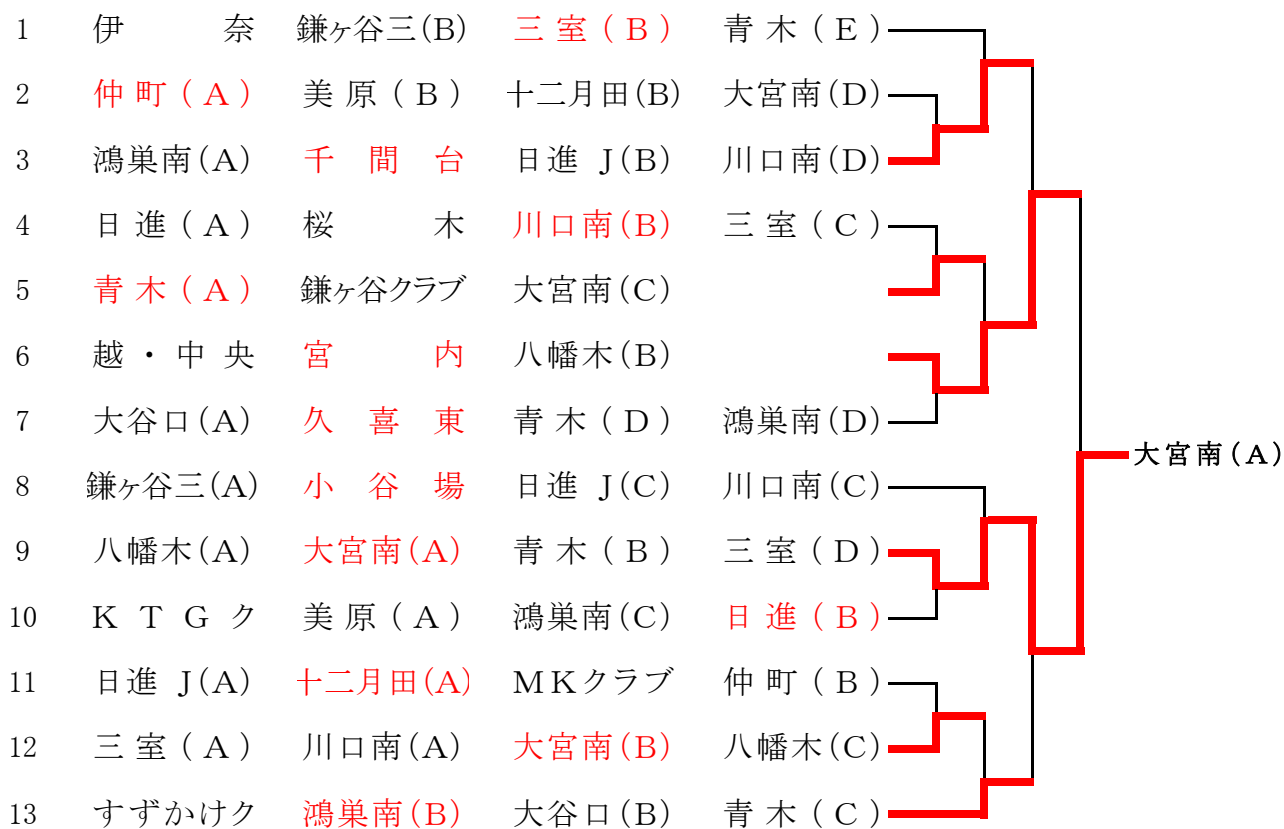 1 伊奈 鎌ヶ谷三(B) 三室(B) 青木(E)
2 仲町(A) 美原(B) 十二月田(B) 大宮南(D)
3 鴻巣南(A) 千間台 日進J(B) 川口南(D)
4 日進(A) 桜木 川口南(B) 三室(C)
5 青木(A) 鎌ヶ谷クラブ 大宮南(C)
6 越・中央 宮内 八幡木(B)
7 大谷口(A) 久喜東 青木(D) 鴻巣南(D)
大宮南(A)
8 鎌ヶ谷三(A) 小谷場 日進J(C) 川口南(C)
9 八幡木(A) 大宮南(A) 青木(B) 三室(D)
10 KTGク 美原(A) 鴻巣南(C) 日進(B)
11 日進J(A) 十二月田(A) MKクラブ 仲町(B)
12 三室(A) 川口南(A) 大宮南(B) 八幡木(C)
13 すずかけク 鴻巣南(B) 大谷口(B) 青木(C)